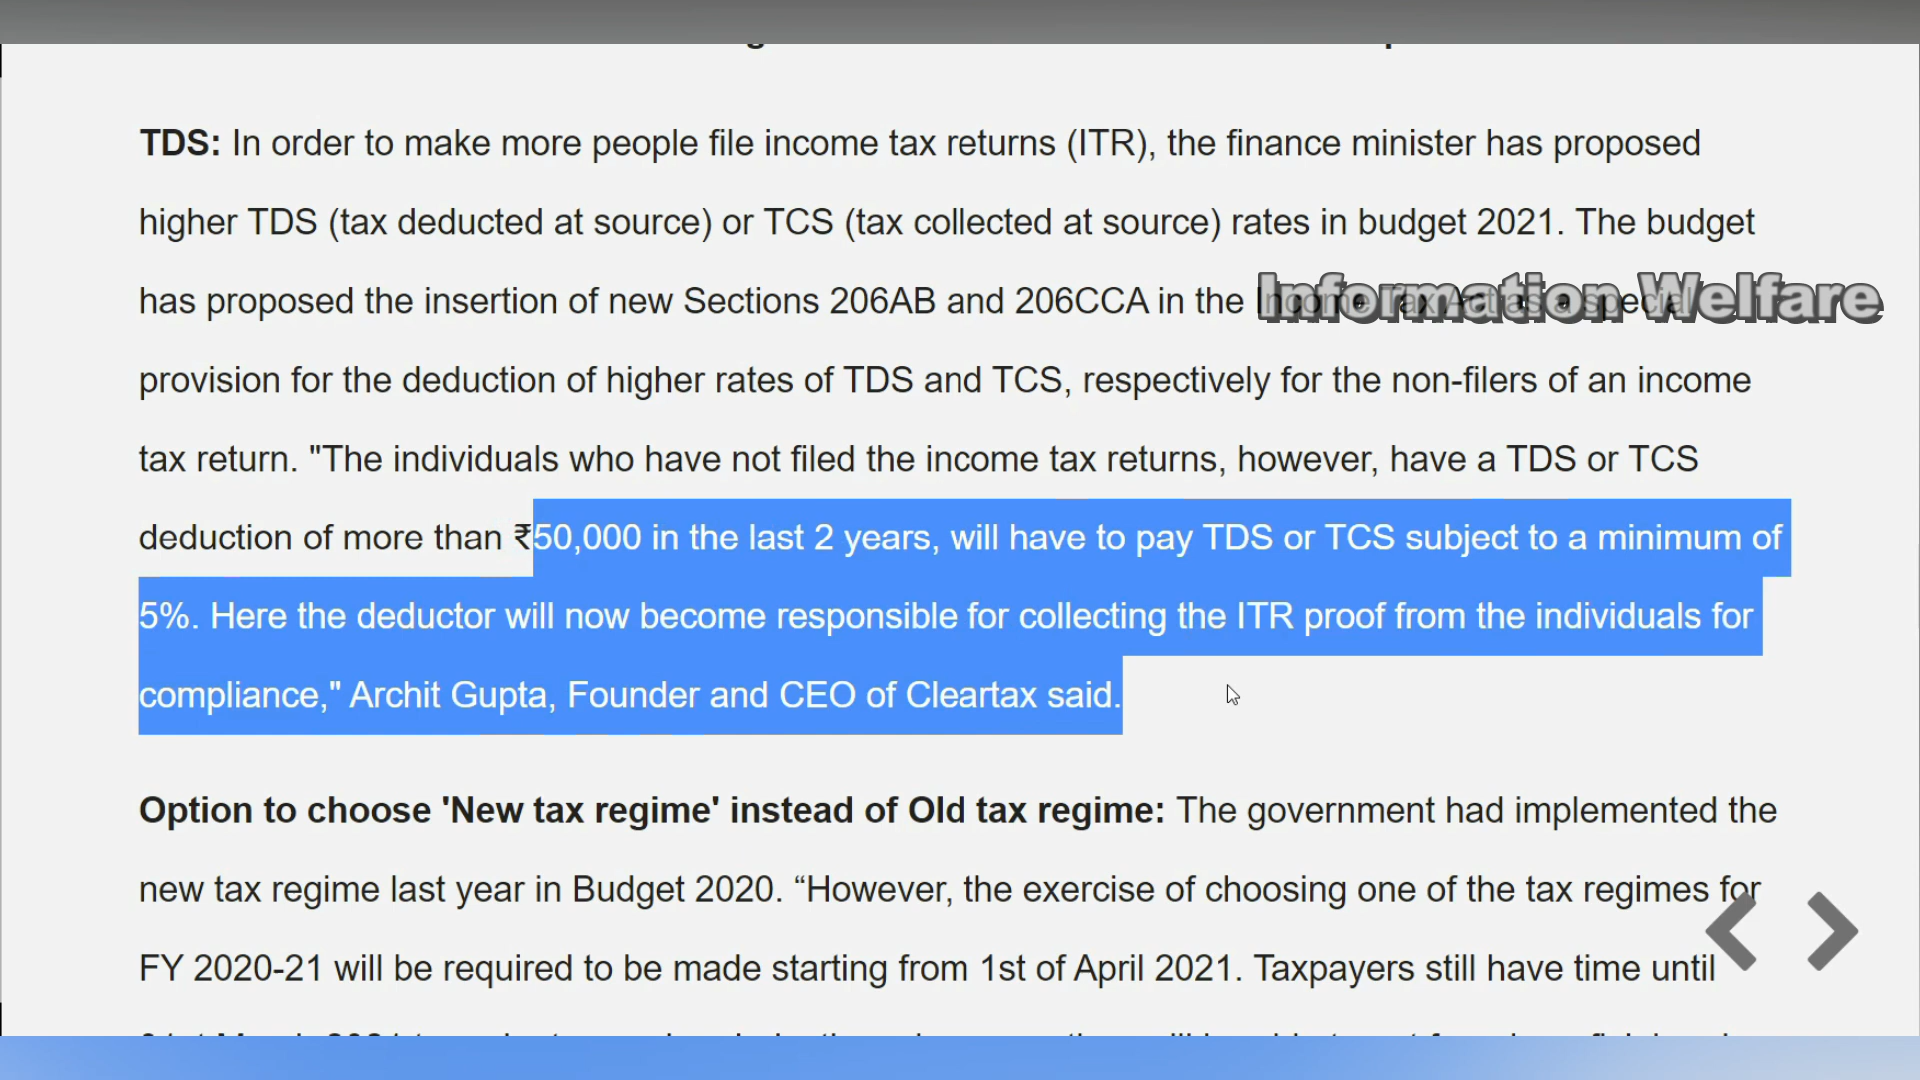 TDS: In order to make more people file income tax returns (ITR), the finance minister has proposed
higher TDS (tax deducted at source) or TCS (tax collected at source) rates in budget 2021. The budget
has proposed the insertion of new Sections 206AB and 206CCA in the Income Tax Act as a special
Information Welfare
provision for the deduction of higher rates of TDS and TCS, respectively for the non-filers of an income
tax return. "The individuals who have not filed the income tax returns, however, have a TDS or TCS
deduction of more than ₹50,000 in the last 2 years, will have to pay TDS or TCS subject to a minimum of
5%. Here the deductor will now become responsible for collecting the ITR proof from the individuals for
compliance," Archit Gupta, Founder and CEO of Cleartax said.
Option to choose 'New tax regime' instead of Old tax regime: The government had implemented the
new tax regime last year in Budget 2020. “However, the exercise of choosing one of the tax regimes for
FY 2020-21 will be required to be made starting from 1st of April 2021. Taxpayers still have time until